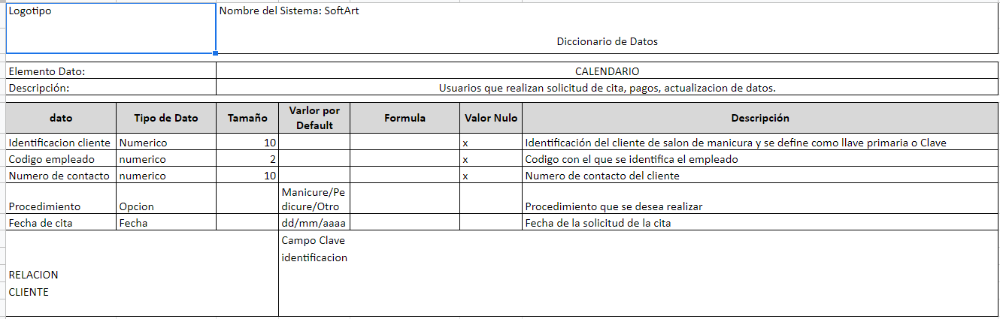 Logotipo
Nombre del Sistema: SoftArt
Diccionario de Datos
Elemento Dato:
CALENDARIO
Descripción:
Usuarios que realizan solicitud de cita, pagos, actualizacion de datos.
dato
Tipo de Dato
Tamaño
Varlor por
Default
Formula
Valor Nulo
Descripción
Identificacion cliente
Numerico
10
x
Identificación del cliente de salon de manicura y se define como llave primaria o Clave
Codigo empleado
numerico
2
x
Codigo con el que se identifica el empleado
Numero de contacto
numerico
10
x
Numero de contacto del cliente
Procedimiento
Opcion
Manicure/Pe
dicure/Otro
Procedimiento que se desea realizar
Fecha de cita
Fecha
dd/mm/aaaa
Fecha de la solicitud de la cita
RELACION
CLIENTE
Campo Clave
identificacion